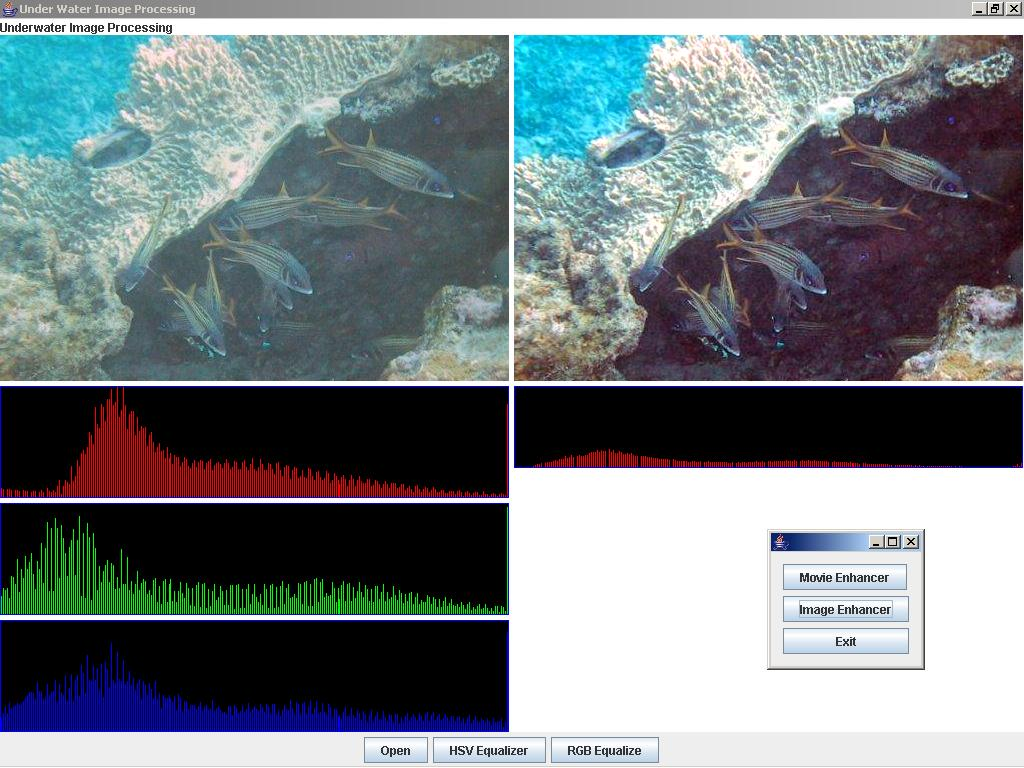 Under Water Image Processing
Underwater Image Processing
Movie Enhancer
Image Enhancer
Exit
Open
HSV Equalizer
RGB Equalize